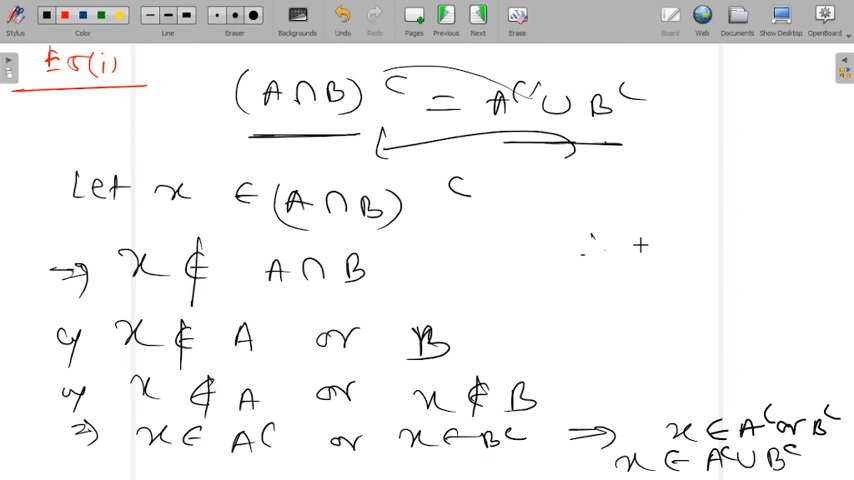 Stylus Color Line Eraser Backgrounds Undo Redo Pages Previous Next Erase Board Web Documents Show Desktop OpenBoard
σ(i)
(A∩B)ᶜ = Aᶜ∪Bᶜ
Let x ∈ (A∩B)ᶜ
⇒ x ∉ A∩B
x ∉ A or B
x ∉ A or x ∉ B
⇒ x ∈ Aᶜ or x ∈ Bᶜ ⇒ x ∈ Aᶜ or Bᶜ
x ∈ Aᶜ∪Bᶜ
∴